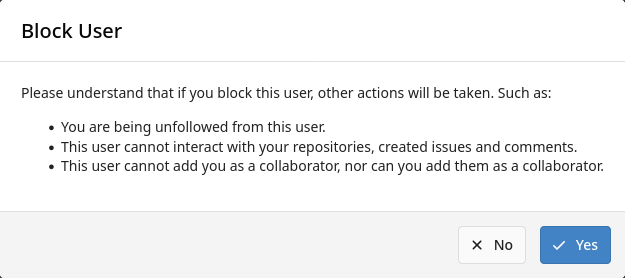 Block User
Please understand that if you block this user, other actions will be taken. Such as:
• You are being unfollowed from this user.
• This user cannot interact with your repositories, created issues and comments.
• This user cannot add you as a collaborator, nor can you add them as a collaborator.
No Yes